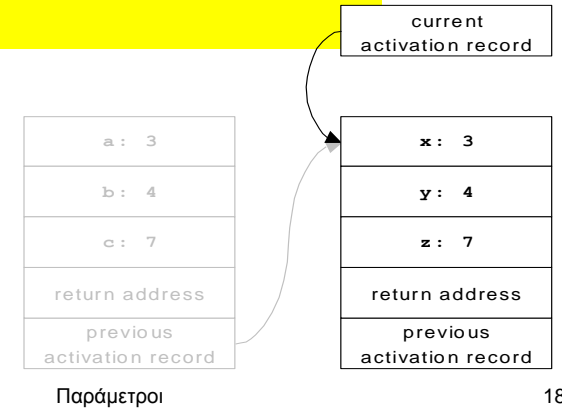 current
activation record
a: 3
b: 4
c: 7
return address
previous
activation record
x: 3
y: 4
z: 7
return address
previous
activation record
Παράμετροι
18